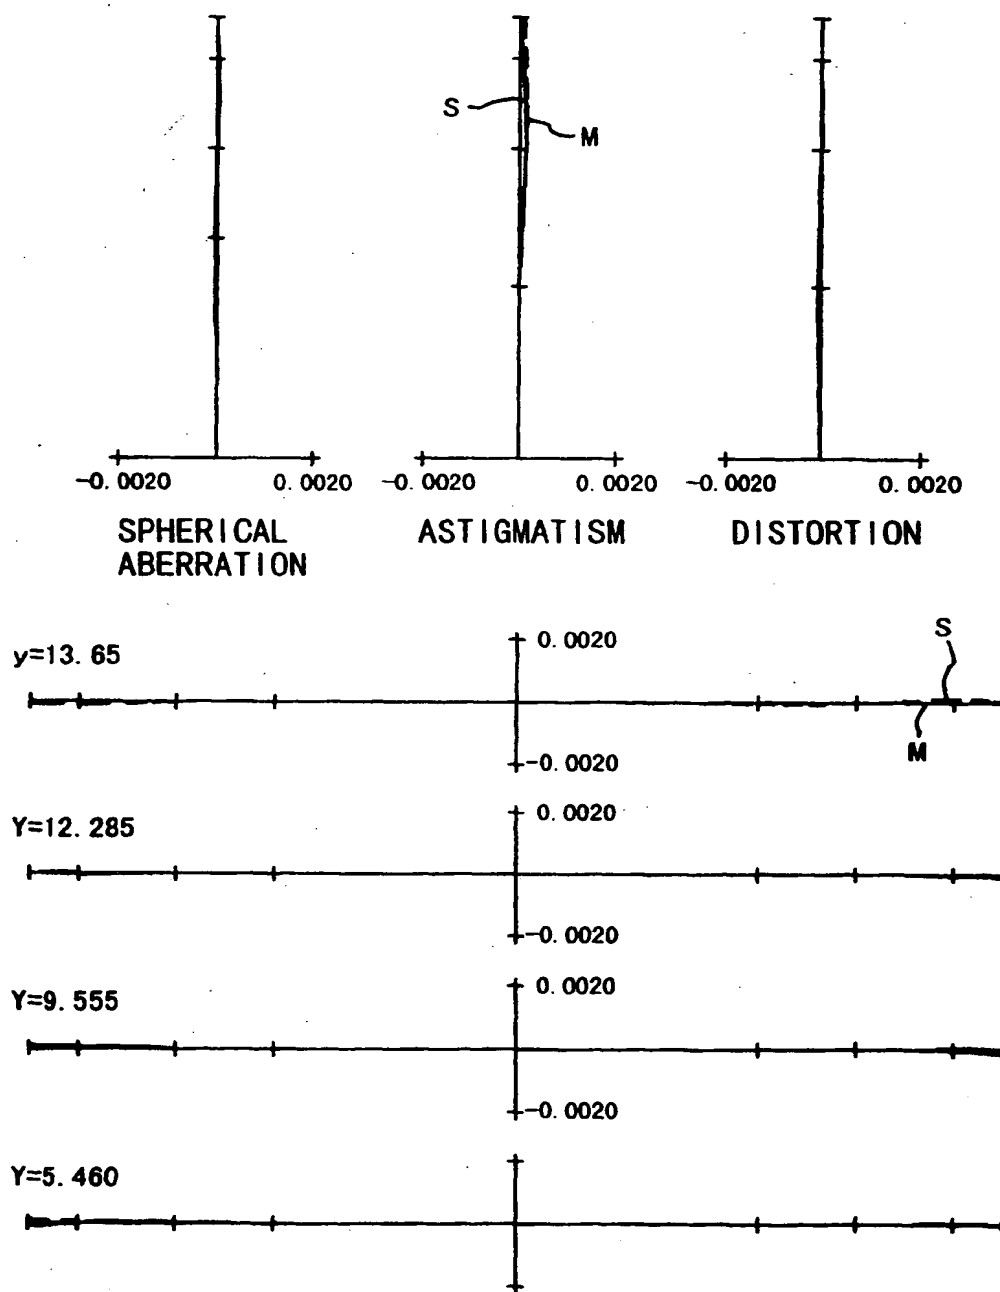 S
M
-0.0020 0.0020 -0.0020 0.0020 -0.0020 0.0020
SPHERICAL ABERRATION
ASTIGMATISM
DISTORTION
y=13.65
0.0020
S
M
-0.0020
Y=12.285
0.0020
-0.0020
Y=9.555
0.0020
-0.0020
Y=5.460